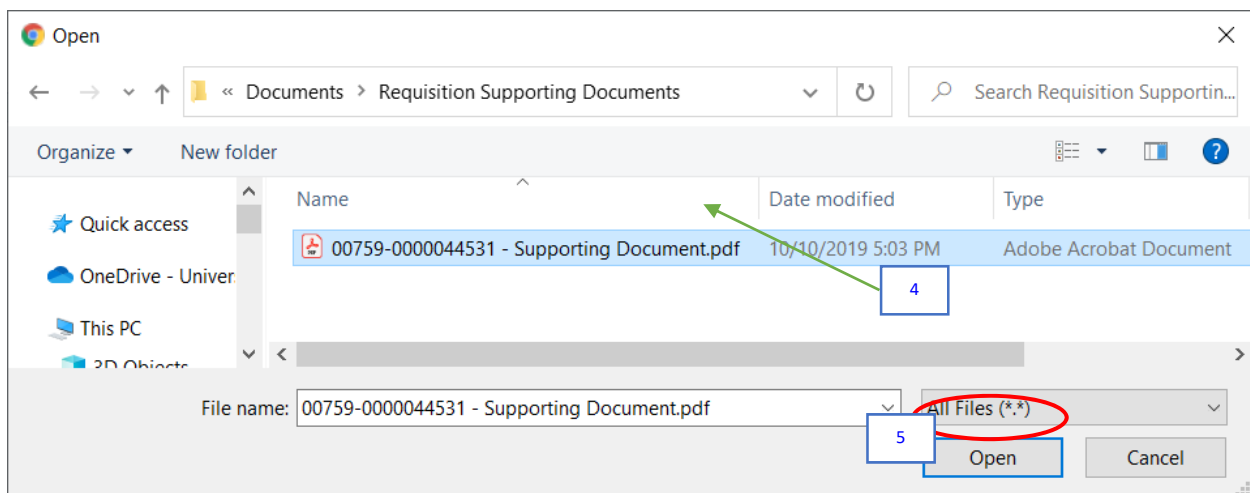 Open
« Documents > Requisition Supporting Documents Search Requisition Supportin...
Organize New folder ?
Name Date modified Type
Quick access
00759-0000044531 - Supporting Document.pdf 10/10/2019 5:03 PM Adobe Acrobat Document
OneDrive - Univer
4
This PC
3D Objects
File name: 00759-0000044531 - Supporting Document.pdf All Files (*.*)
5
Open Cancel